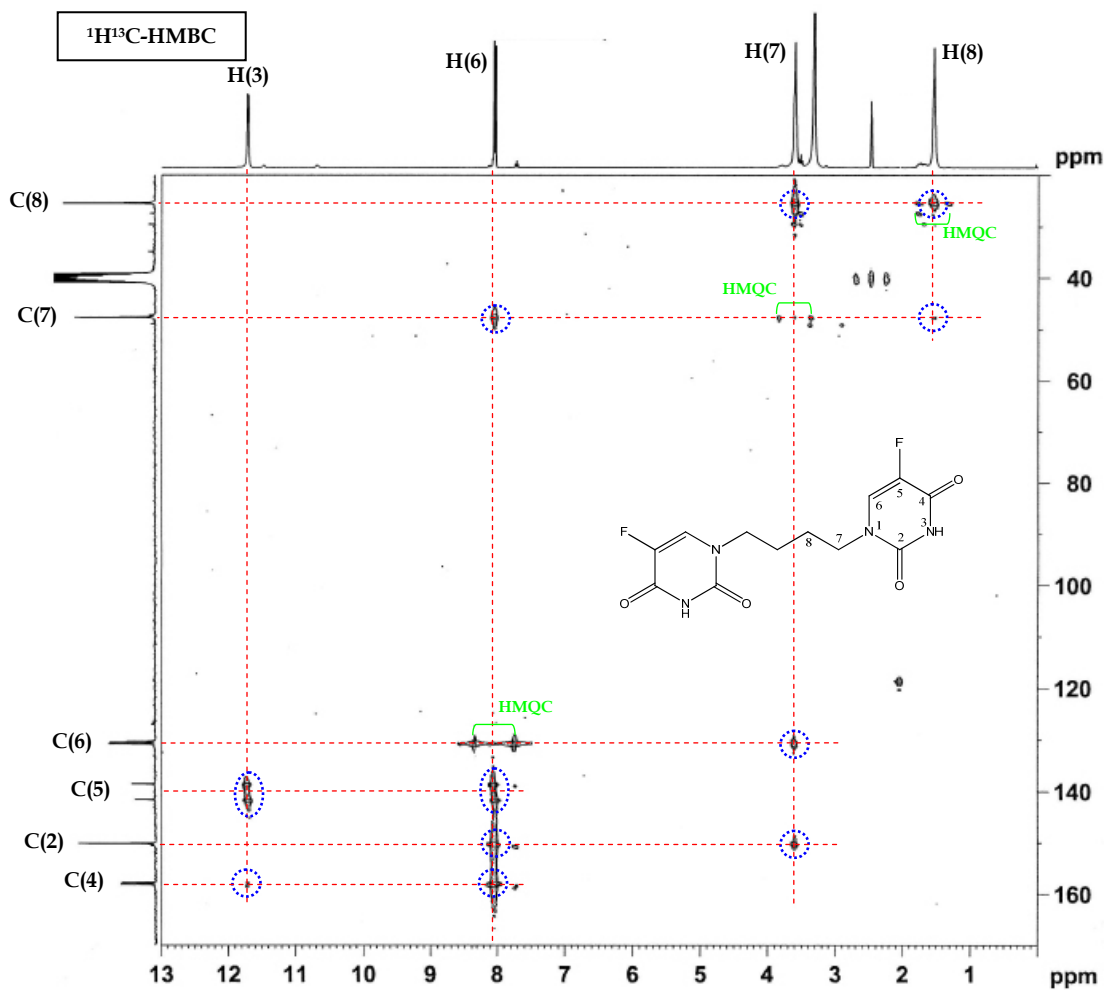 ¹H¹³C-HMBC
H(3)
H(6)
H(7)
H(8)
ppm
C(8)
HMQC
40
C(7)
HMQC
60
F
5
4
O
6
80
F
N
1
3
NH
8
7
2
N
O
O
N
H
O
100
120
HMQC
C(6)
C(5)
140
C(2)
C(4)
160
13 12 11 10 9 8 7 6 5 4 3 2 1 ppm